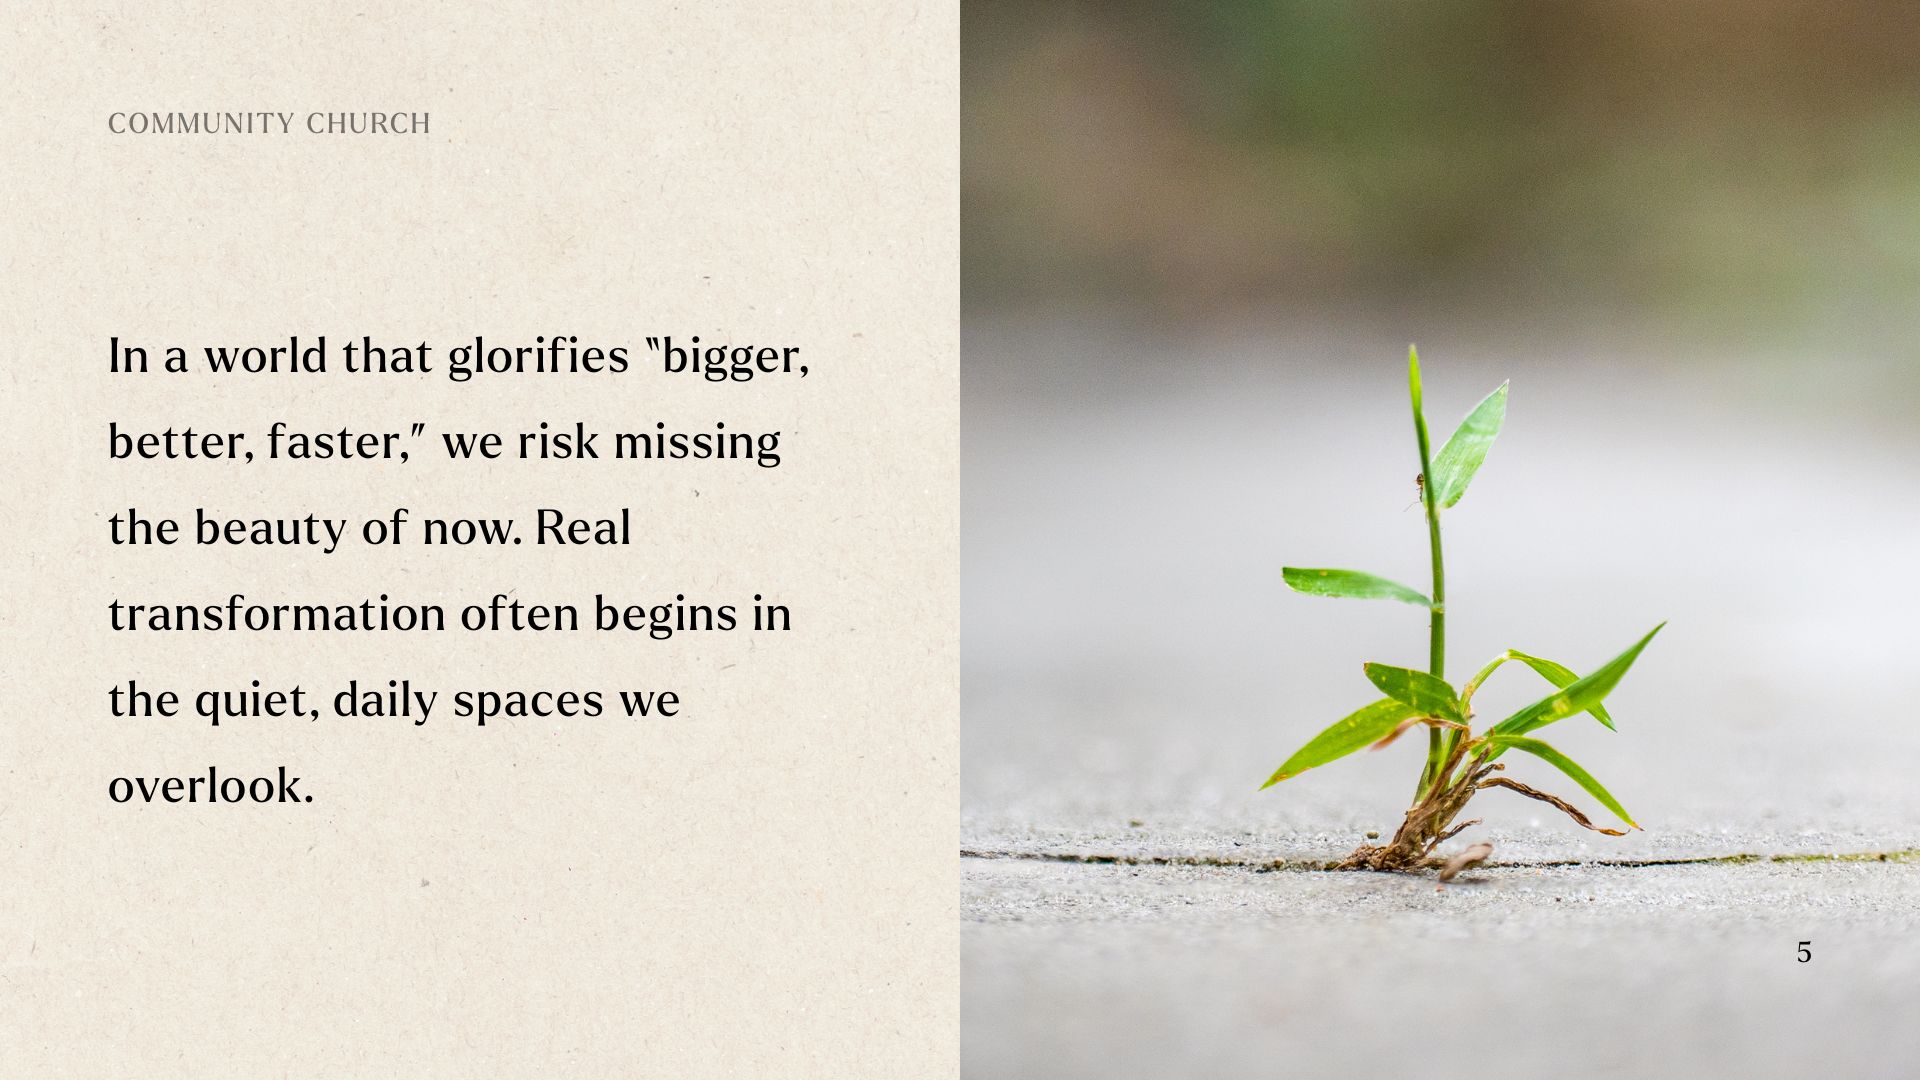 COMMUNITY CHURCH
In a world that glorifies “bigger,
better, faster,” we risk missing
the beauty of now. Real
transformation often begins in
the quiet, daily spaces we
overlook.
5